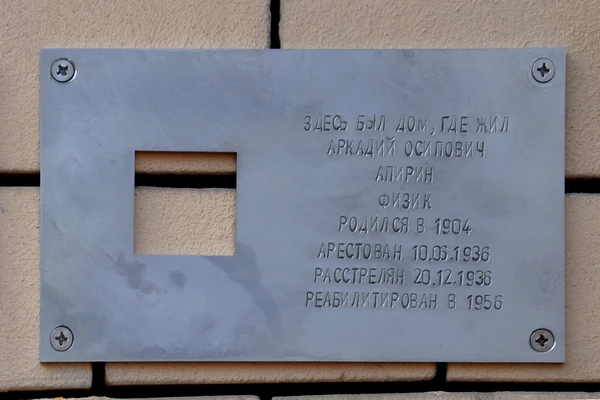 ЗДЕСЬ БЫЛ ДОМ, ГДЕ ЖИЛ
АРКАДИЙ ОСИПОВИЧ
АПИРИН
ФИЗИК
РОДИЛСЯ В 1904
АРЕСТОВАН 10.03.1936
РАССТРЕЛЯН 20.12.1936
РЕАБИЛИТИРОВАН В 1956